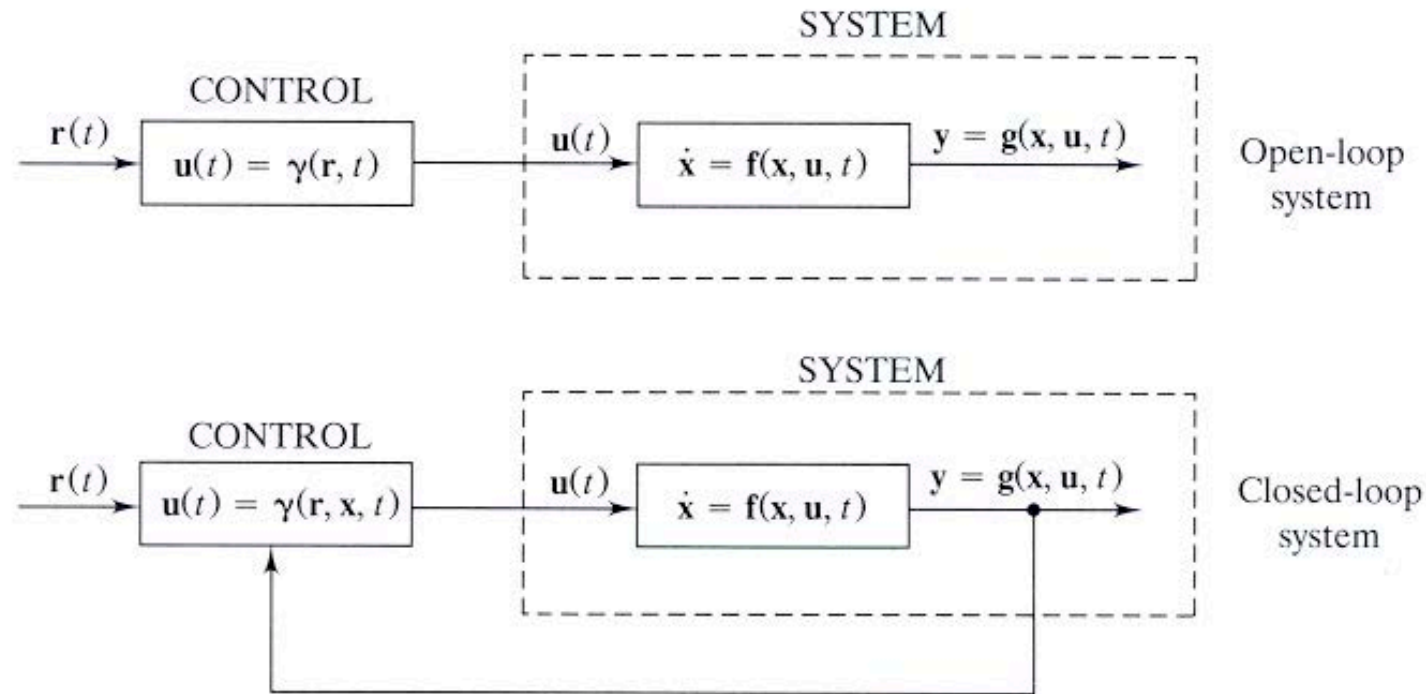 SYSTEM
CONTROL
r(t)
u(t) = γ(r, t)
u(t)
ẋ = f(x, u, t)
y = g(x, u, t)
Open-loop
system
SYSTEM
CONTROL
r(t)
u(t) = γ(r, x, t)
u(t)
ẋ = f(x, u, t)
y = g(x, u, t)
Closed-loop
system